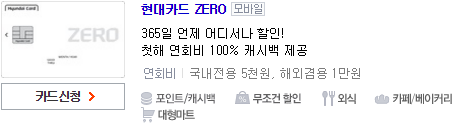 Hyundai Card
ZERO
카드신청
현대카드 ZERO 모바일
365일 언제 어디서나 할인!
첫해 연회비 100% 캐시백 제공
연회비 | 국내전용 5천원, 해외겸용 1만원
포인트/캐시백 무조건 할인 외식 카페/베이커리
대형마트